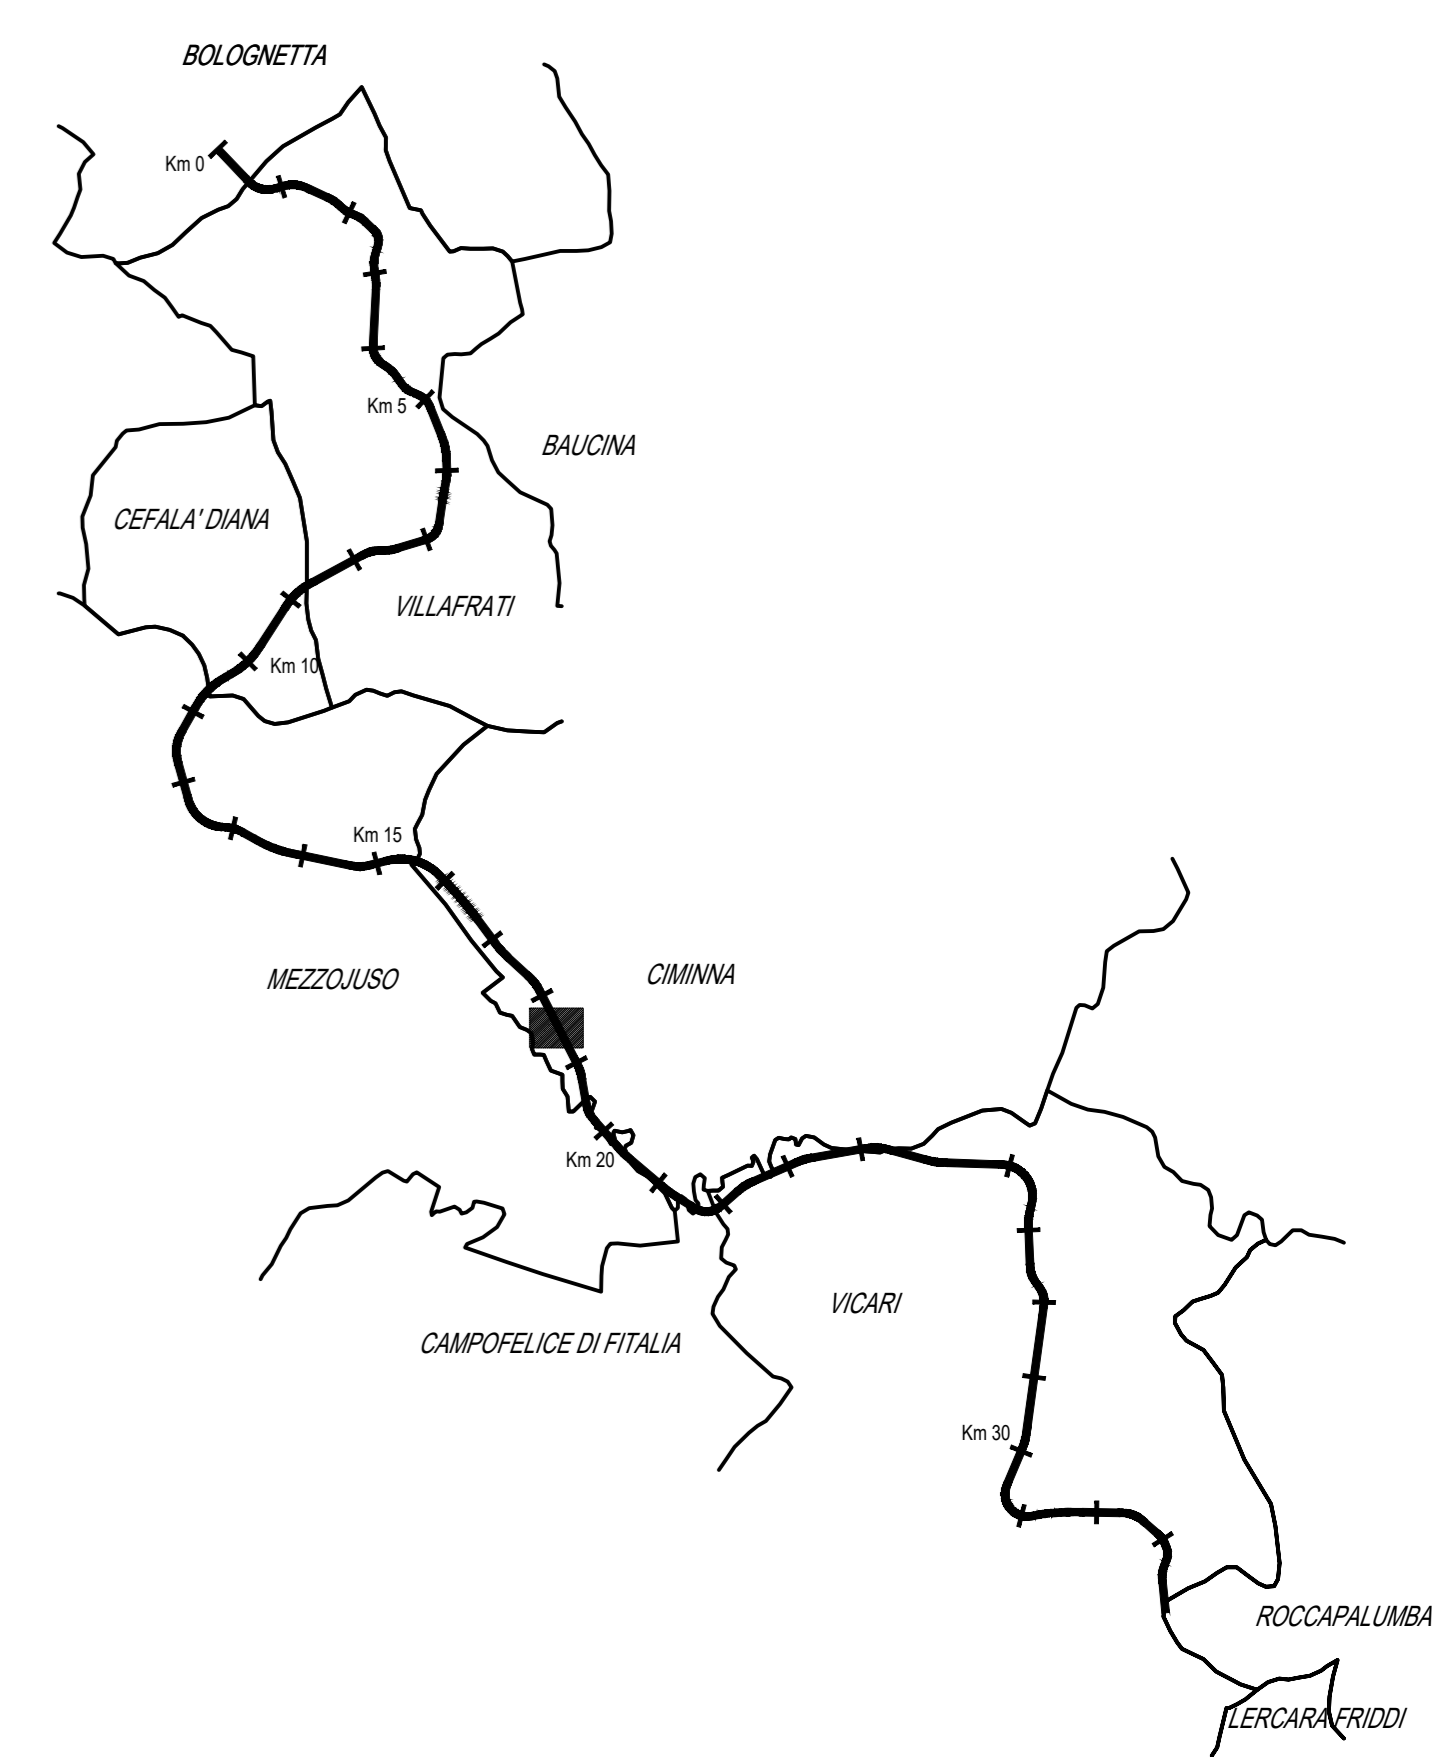 BOLOGNETTA
Km 0
Km 5
BAUCINA
CEFALA' DIANA
VILLAFRATI
Km 10
Km 15
MEZZOJUSO
CIMINNA
Km 20
VICARI
CAMPOFELICE DI FITALIA
Km 30
ROCCAPALUMBA
LERCARA FRIDDI